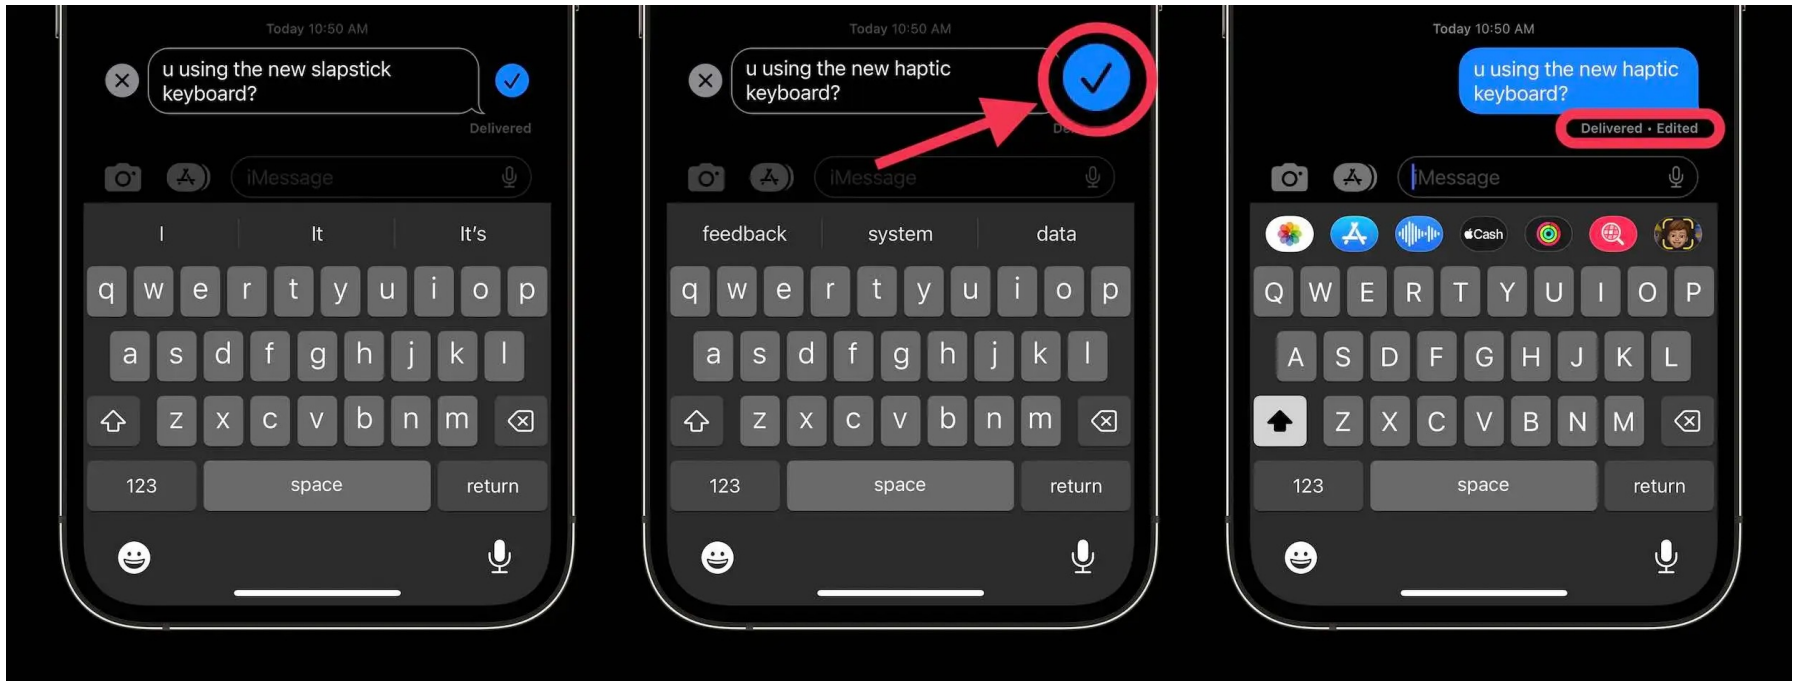 Today 10:50 AM
u using the new slapstick
keyboard?
Delivered
iMessage
I It It's
q w e r t y u i o p
a s d f g h j k l
z x c v b n m
123 space return
Today 10:50 AM
u using the new haptic
keyboard?
iMessage
feedback system data
q w e r t y u i o p
a s d f g h j k l
z x c v b n m
123 space return
Today 10:50 AM
u using the new haptic
keyboard?
Delivered • Edited
iMessage
Cash
Q W E R T Y U I O P
A S D F G H J K L
Z X C V B N M
123 space return